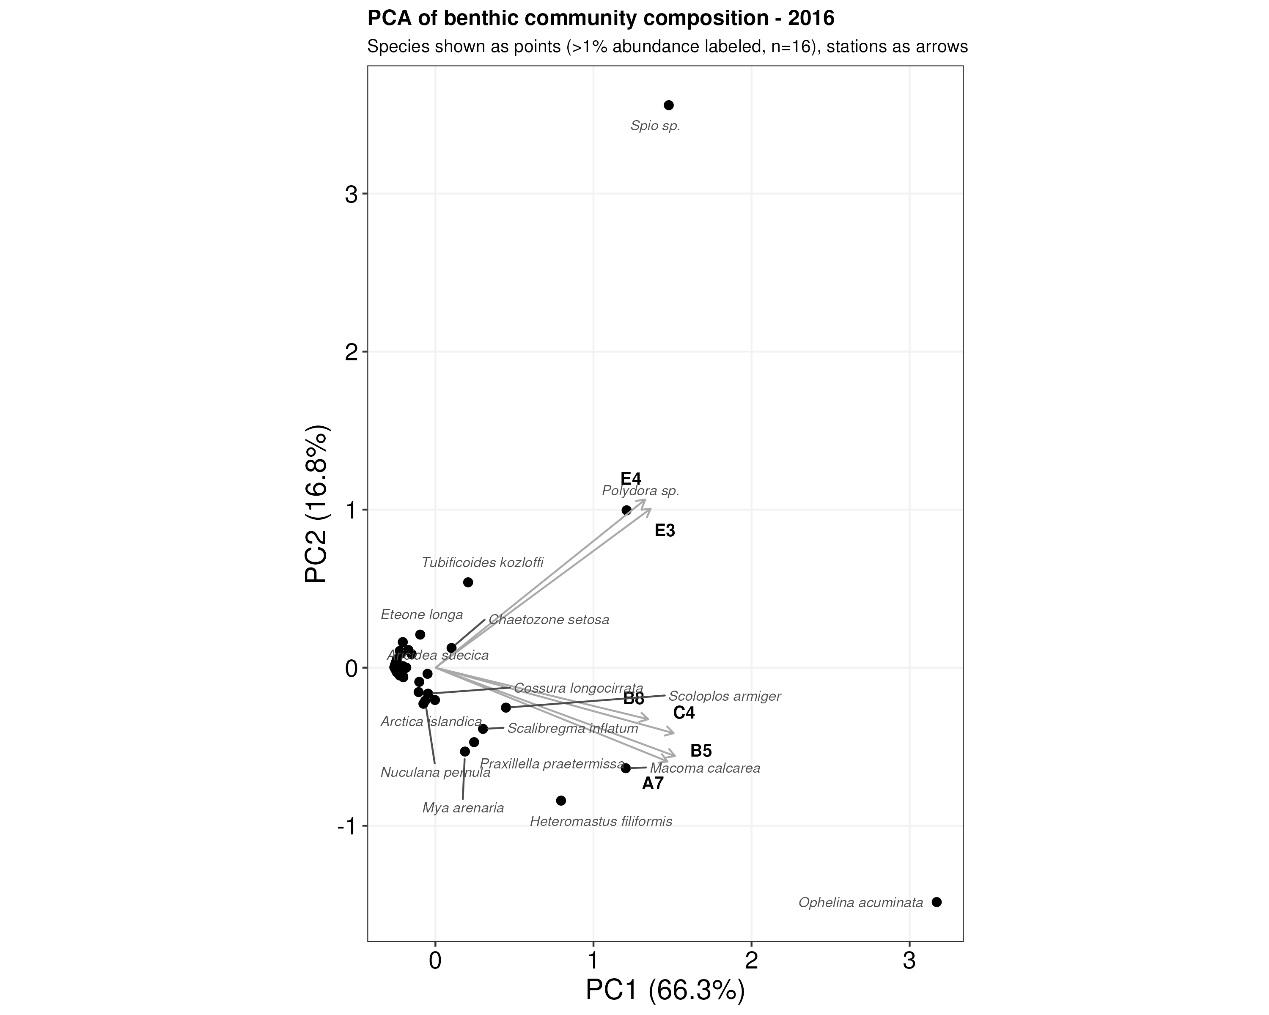 PCA of benthic community composition - 2016
Species shown as points (>1% abundance labeled, n=16), stations as arrows
Spio sp.
3
2
E4
Polydora sp.
1
E3
Tubificoides kozloffi
Eteone longa
Chaetozone setosa
Aricidea suecica
0
Cossura longocirrata
Scoloplos armiger
B8
C4
Arctica islandica
Scalibregma inflatum
B5
Praxillella praetermissa
Macoma calcarea
Nuculana pernula
A7
Mya arenaria
Heteromastus filiformis
-1
Ophelina acuminata
PC2 (16.8%)
0 1 2 3
PC1 (66.3%)